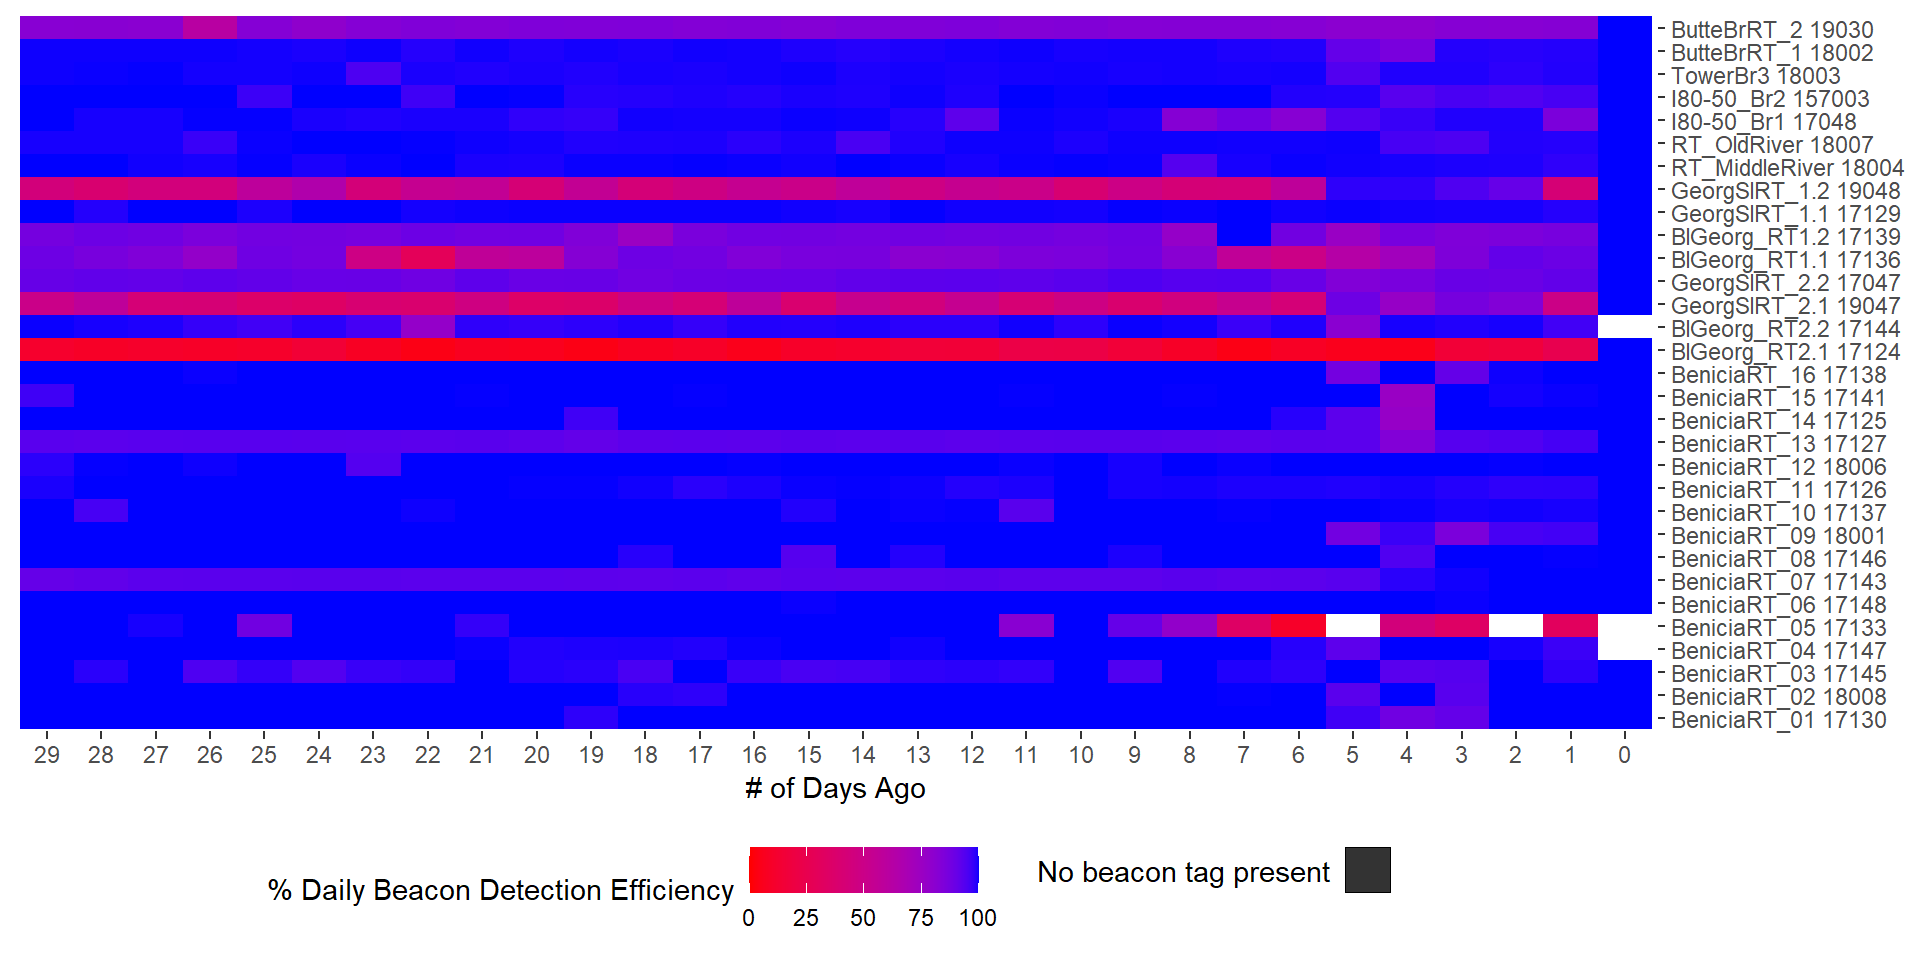 ButteBrRT_2 19030
ButteBrRT_1 18002
TowerBr3 18003
I80-50_Br2 157003
I80-50_Br1 17048
RT_OldRiver 18007
RT_MiddleRiver 18004
GeorgSlRT_1.2 19048
GeorgSlRT_1.1 17129
BlGeorg_RT1.2 17139
BlGeorg_RT1.1 17136
GeorgSlRT_2.2 17047
GeorgSlRT_2.1 19047
BlGeorg_RT2.2 17144
BlGeorg_RT2.1 17124
BeniciaRT_16 17138
BeniciaRT_15 17141
BeniciaRT_14 17125
BeniciaRT_13 17127
BeniciaRT_12 18006
BeniciaRT_11 17126
BeniciaRT_10 17137
BeniciaRT_09 18001
BeniciaRT_08 17146
BeniciaRT_07 17143
BeniciaRT_06 17148
BeniciaRT_05 17133
BeniciaRT_04 17147
BeniciaRT_03 17145
BeniciaRT_02 18008
BeniciaRT_01 17130
29 28 27 26 25 24 23 22 21 20 19 18 17 16 15 14 13 12 11 10 9 8 7 6 5 4 3 2 1 0
# of Days Ago
% Daily Beacon Detection Efficiency
0 25 50 75 100
No beacon tag present